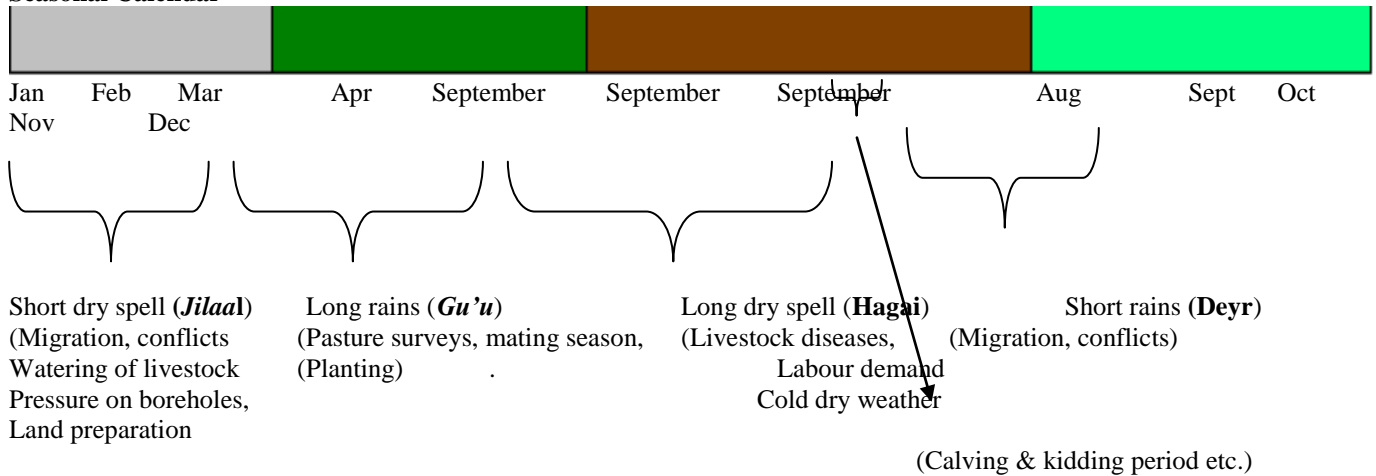 Seasonal Calendar
Jan Feb Mar Apr September September September Aug Sept Oct
Nov Dec
Short dry spell (Jilaal) Long rains (Gu’u) Long dry spell (Hagai) Short rains (Deyr)
(Migration, conflicts (Pasture surveys, mating season, (Livestock diseases, (Migration, conflicts)
Watering of livestock (Planting) . Labour demand
Pressure on boreholes, Cold dry weather
Land preparation
(Calving & kidding period etc.)